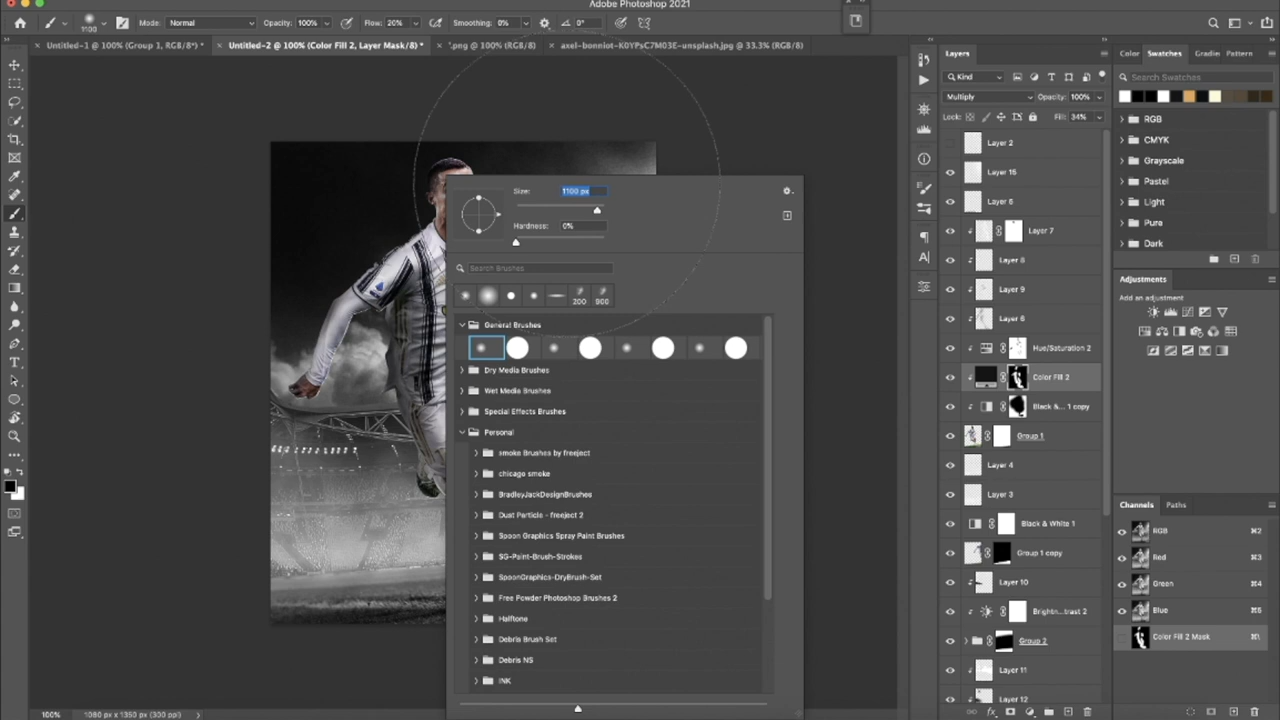 Adobe Photoshop 2021
1100
Mode: Normal
Opacity: 100%
Flow: 20%
Smoothing: 0%
0°
Untitled-1 @ 100% (Group 1, RGB/8*) *
Untitled-2 @ 100% (Color Fill 2, Layer Mask/8) *
*.png @ 100% (RGB/8)
axel-bonniot-K0YPsC7M03E-unsplash.jpg @ 33.3% (RGB/8)
Size: 1100 px
Hardness: 0%
Search Brushes
200
900
General Brushes
Dry Media Brushes
Wet Media Brushes
Special Effects Brushes
Personal
smoke Brushes by freeject
chicago smoke
BradleyJackDesignBrushes
Dust Particle - freeject 2
Spoon Graphics Spray Paint Brushes
SG-Paint-Brush-Strokes
SpoonGraphics-DryBrush-Set
Free Powder Photoshop Brushes 2
Halftone
Debris Brush Set
Debris NS
INK
100%
1080 px x 1350 px (300 ppi)
Layers
Kind
Multiply
Opacity: 100%
Lock:
Fill: 34%
Layer 2
Layer 15
Layer 5
Layer 7
Layer 8
Layer 9
Layer 6
Hue/Saturation 2
Color Fill 2
Black &... 1 copy
Group 1
Layer 4
Layer 3
Black & White 1
Group 1 copy
Layer 10
Brightn...trast 2
Group 2
Layer 11
Layer 12
fx
Color
Swatches
Gradie
Pattern
Search Swatches
RGB
CMYK
Grayscale
Pastel
Light
Pure
Dark
Adjustments
Add an adjustment
Channels
Paths
RGB ⌘2
Red ⌘3
Green ⌘4
Blue ⌘5
Color Fill 2 Mask ⌘\